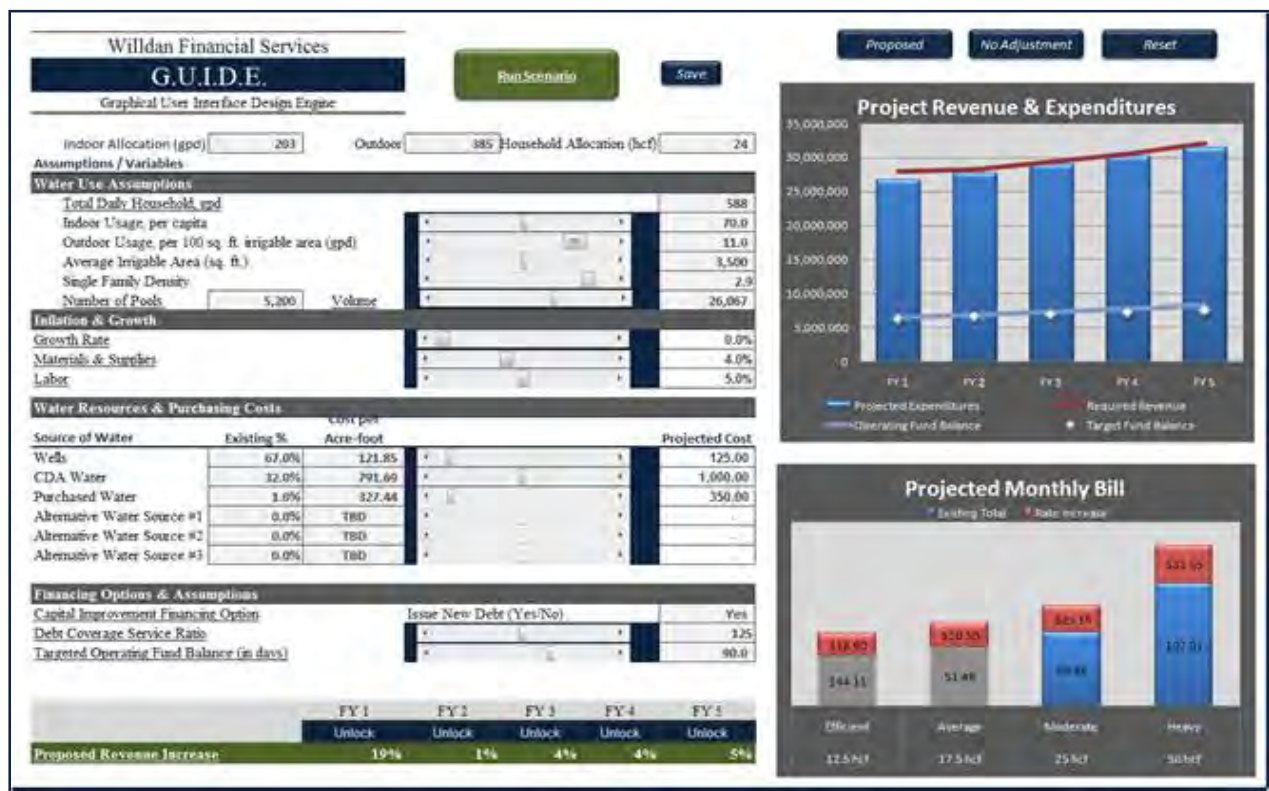 Willdan Financial Services
G.U.I.D.E.
Graphical User Interface Design Engine
Run Scenario
Save
Proposed
No Adjustment
Reset
Indoor Allocation (gpd) 203 Outdoor 385 Household Allocation (hcf) 24
Assumptions / Variables
Water Use Assumptions
Total Daily Household, gpd 588
Indoor Usage, per capita 70.0
Outdoor Usage, per 100 sq. ft. irrigable area (gpd) 11.0
Average Irrigable Area (sq. ft.) 3,500
Single Family Density 2.9
Number of Pools 5,200 Volume 26,067
Inflation & Growth
Growth Rate 0.0%
Materials & Supplies 4.0%
Labor 5.0%
Water Resources & Purchasing Costs
Cost per
Source of Water Existing % Acre-foot Projected Cost
Wells 67.0% 121.85 125.00
CDA Water 32.0% 791.69 1,000.00
Purchased Water 1.0% 327.44 350.00
Alternative Water Source #1 0.0% TBD -
Alternative Water Source #2 0.0% TBD -
Alternative Water Source #3 0.0% TBD -
Financing Options & Assumptions
Capital Improvement Financing Option Issue New Debt (Yes/No) Yes
Debt Coverage Service Ratio 125
Targeted Operating Fund Balance (in days) 90.0
FY 1 FY 2 FY 3 FY 4 FY 5
Unlock Unlock Unlock Unlock Unlock
Proposed Revenue Increase 19% 1% 4% 4% 5%
Project Revenue & Expenditures
35,000,000
30,000,000
25,000,000
20,000,000
15,000,000
10,000,000
5,000,000
0
FY 1 FY 2 FY 3 FY 4 FY 5
Projected Expenditures Required Revenue
Operating Fund Balance Target Fund Balance
Projected Monthly Bill
Existing Total Rate Increase
$44.11
51.48
Efficient Average Moderate Heavy
12.5 hcf 17.5 hcf 25 hcf 50 hcf